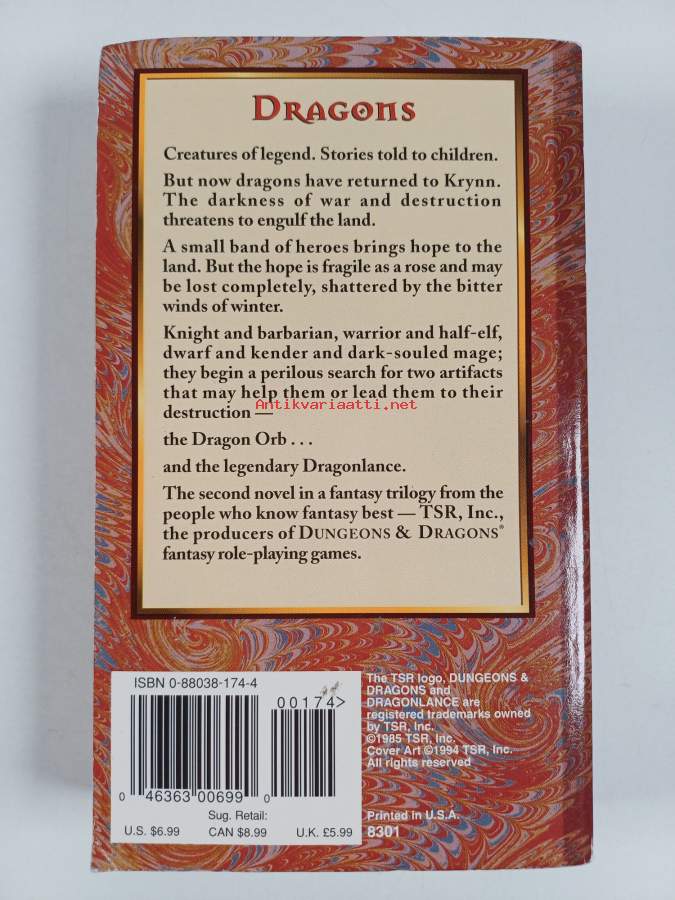 DRAGONS
Creatures of legend. Stories told to children.
But now dragons have returned to Krynn.
The darkness of war and destruction
threatens to engulf the land.
A small band of heroes brings hope to the
land. But the hope is fragile as a rose and may
be lost completely, shattered by the bitter
winds of winter.
Knight and barbarian, warrior and half-elf,
dwarf and kender and dark-souled mage;
they begin a perilous search for two artifacts
that may help them or lead them to their
Antikvariaatti.net
destruction —
the Dragon Orb . . .
and the legendary Dragonlance.
The second novel in a fantasy trilogy from the
people who know fantasy best — TSR, Inc.,
the producers of DUNGEONS & DRAGONS®
fantasy role-playing games.
ISBN 0-88038-174-4
00174>
0 46363 00699 0
Sug. Retail:
U.S. $6.99 CAN $8.99 U.K. £5.99
The TSR logo, DUNGEONS &
DRAGONS and
DRAGONLANCE are
registered trademarks owned
by TSR, Inc.
©1985 TSR, Inc.
Cover Art ©1994 TSR, Inc.
All rights reserved
Printed in U.S.A.
8301